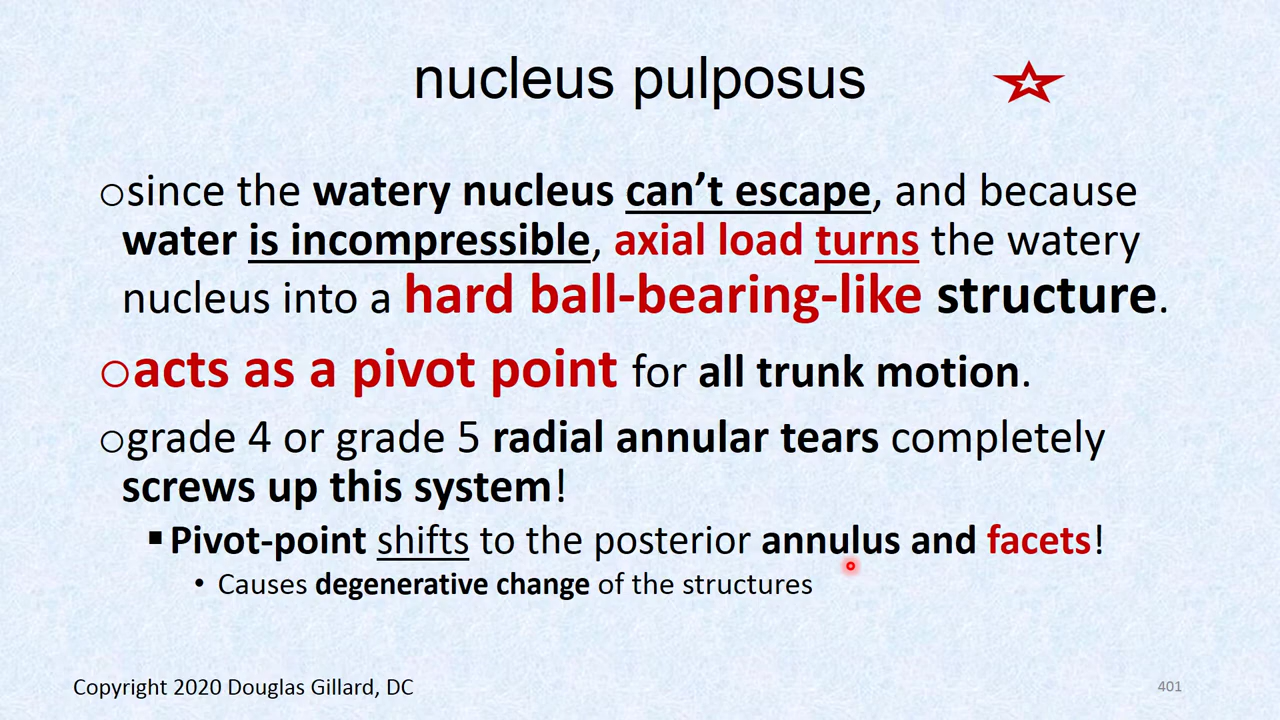 nucleus pulposus
○since the watery nucleus can’t escape, and because
water is incompressible, axial load turns the watery
nucleus into a hard ball-bearing-like structure.
○acts as a pivot point for all trunk motion.
○grade 4 or grade 5 radial annular tears completely
screws up this system!
▪Pivot-point shifts to the posterior annulus and facets!
• Causes degenerative change of the structures
Copyright 2020 Douglas Gillard, DC
401